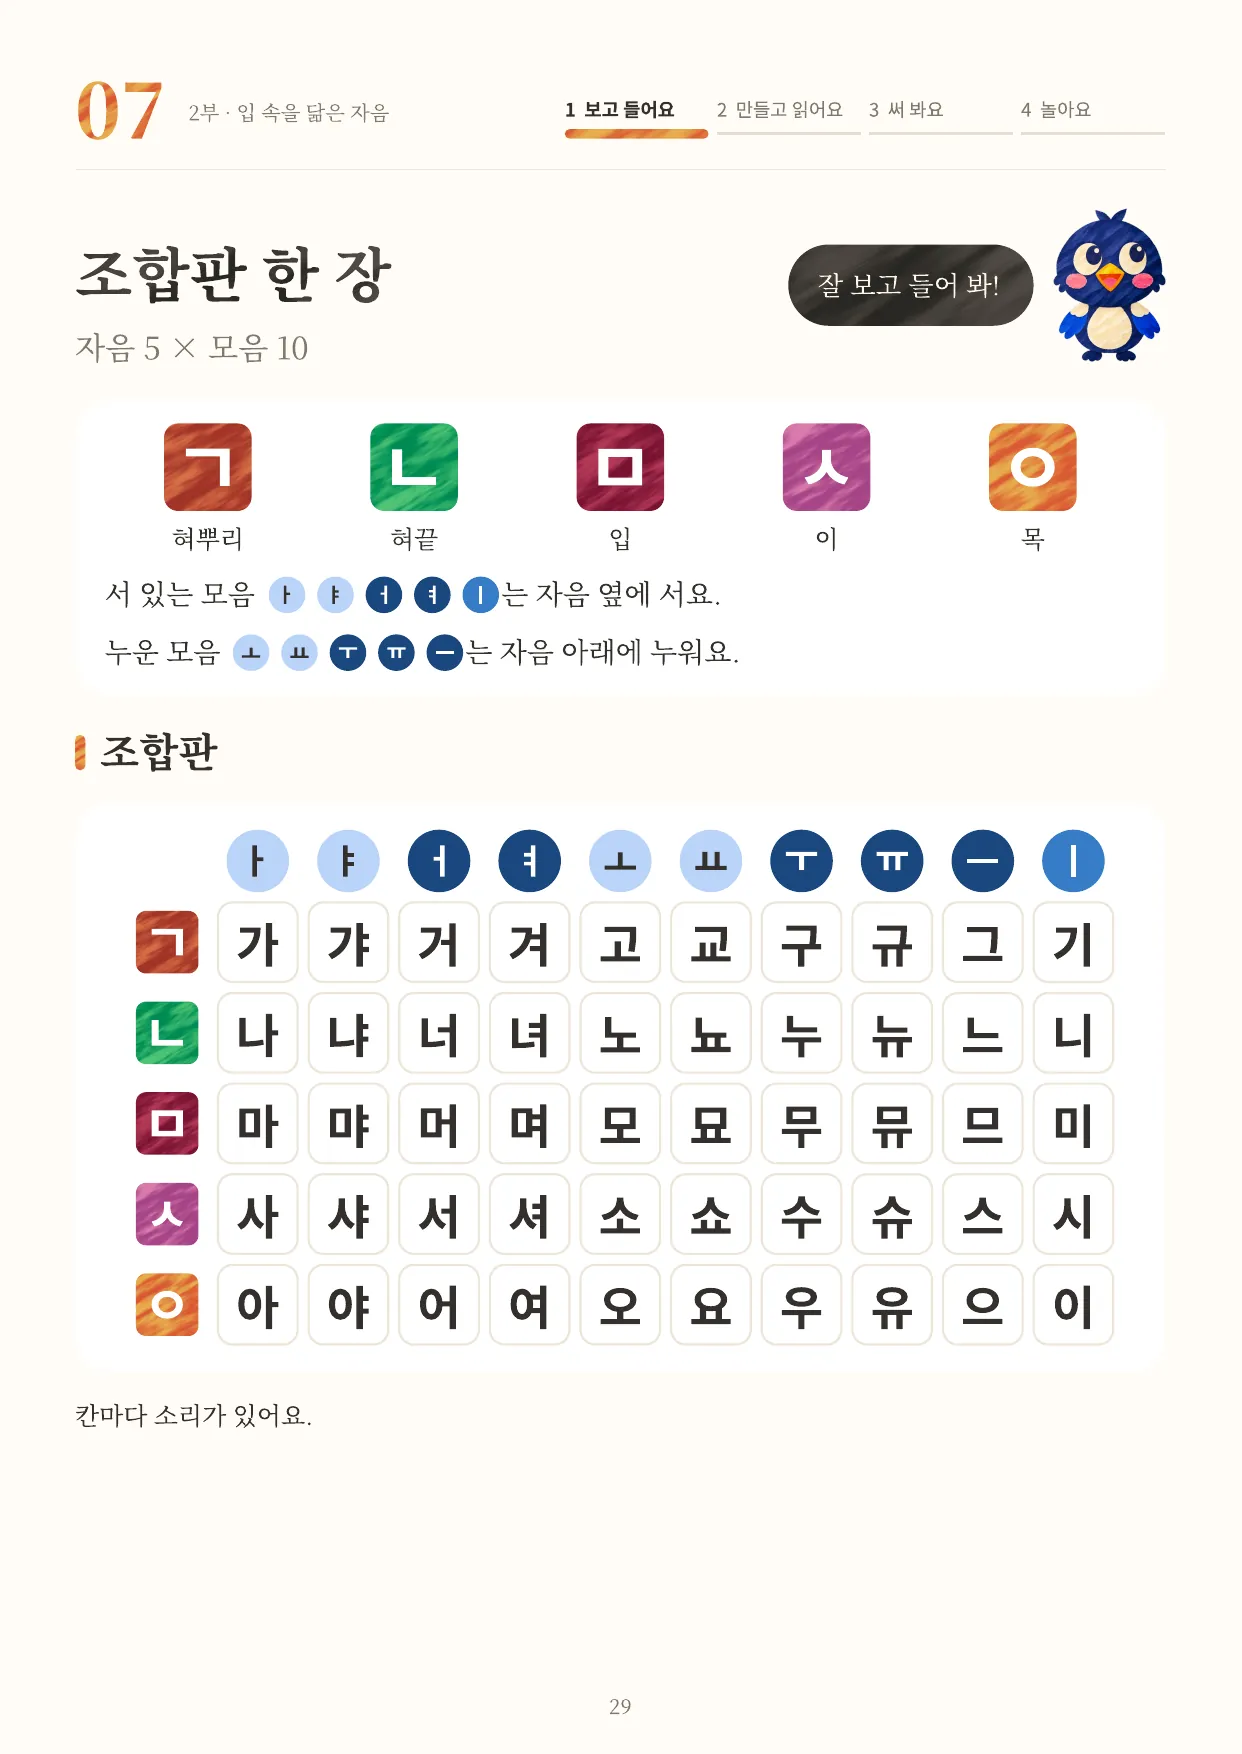 07 2부 · 입 속을 닮은 자음
1 보고 들어요 2 만들고 읽어요 3 써 봐요 4 놀아요
조합판 한 장
잘 보고 들어 봐!
자음 5 × 모음 10
ㄱ ㄴ ㅁ ㅅ ㅇ
혀뿌리 혀끝 입 이 목
서 있는 모음 ㅏ ㅑ ㅓ ㅕ ㅣ는 자음 옆에 서요.
누운 모음 ㅗ ㅛ ㅜ ㅠ ㅡ는 자음 아래에 누워요.
조합판
ㅏ ㅑ ㅓ ㅕ ㅗ ㅛ ㅜ ㅠ ㅡ ㅣ
ㄱ 가 갸 거 겨 고 교 구 규 그 기
ㄴ 나 냐 너 녀 노 뇨 누 뉴 느 니
ㅁ 마 먀 머 며 모 묘 무 뮤 므 미
ㅅ 사 샤 서 셔 소 쇼 수 슈 스 시
ㅇ 아 야 어 여 오 요 우 유 으 이
칸마다 소리가 있어요.
29